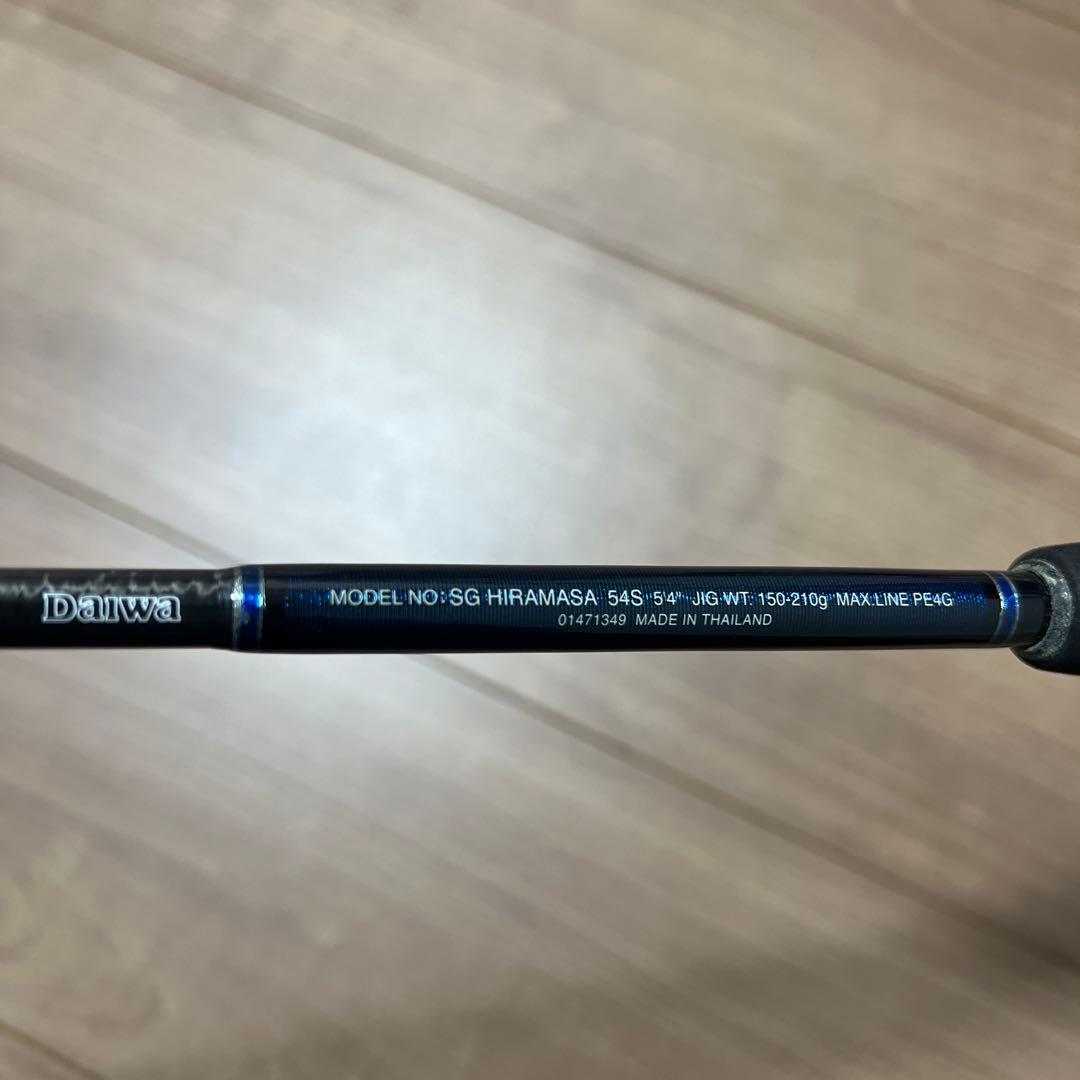 Daiwa
MODEL NO: SG HIRAMASA 54S 5'4" JIG WT: 150-210g MAX.LINE PE4G
01471349 MADE IN THAILAND